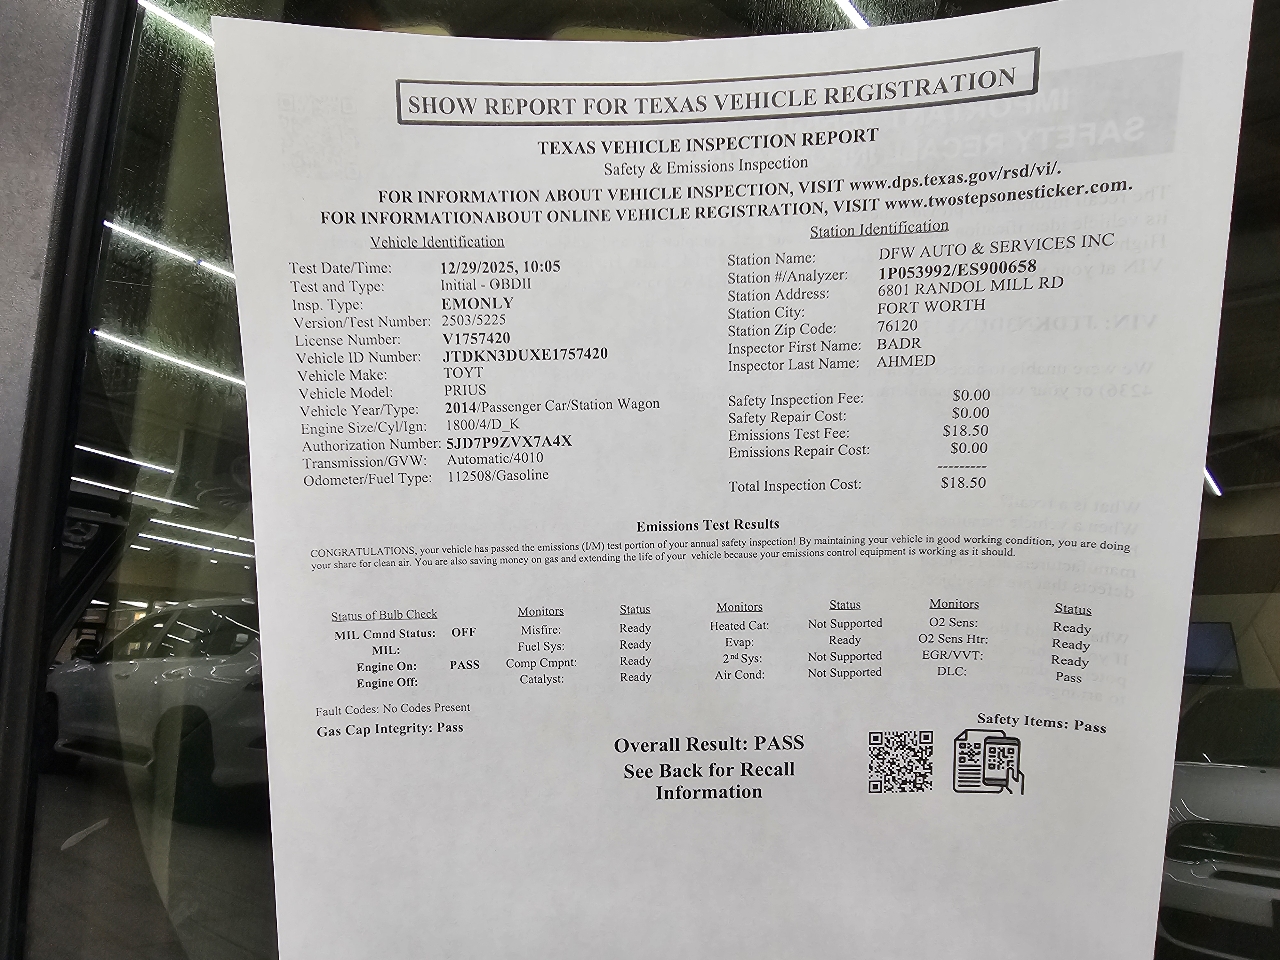 SHOW REPORT FOR TEXAS VEHICLE REGISTRATION
TEXAS VEHICLE INSPECTION REPORT
Safety & Emissions Inspection
FOR INFORMATION ABOUT VEHICLE INSPECTION, VISIT www.dps.texas.gov/rsd/vi/.
FOR INFORMATIONABOUT ONLINE VEHICLE REGISTRATION, VISIT www.twostepsonesticker.com.
Vehicle Identification
Test Date/Time: 12/29/2025, 10:05
Test and Type: Initial - OBDII
Insp. Type: EMONLY
Version/Test Number: 2503/5225
License Number: V1757420
Vehicle ID Number: JTDKN3DUXE1757420
Vehicle Make: TOYT
Vehicle Model: PRIUS
Vehicle Year/Type: 2014/Passenger Car/Station Wagon
Engine Size/Cyl/Ign: 1800/4/D_K
Authorization Number: 5JD7P9ZVX7A4X
Transmission/GVW: Automatic/4010
Odometer/Fuel Type: 112508/Gasoline
Station Identification
Station Name: DFW AUTO & SERVICES INC
Station #/Analyzer: 1P053992/ES900658
Station Address: 6801 RANDOL MILL RD
Station City: FORT WORTH
Station Zip Code: 76120
Inspector First Name: BADR
Inspector Last Name: AHMED
Safety Inspection Fee: $0.00
Safety Repair Cost: $0.00
Emissions Test Fee: $18.50
Emissions Repair Cost: $0.00
---------
Total Inspection Cost: $18.50
Emissions Test Results
CONGRATULATIONS, your vehicle has passed the emissions (I/M) test portion of your annual safety inspection! By maintaining your vehicle in good working condition, you are doing
your share for clean air. You are also saving money on gas and extending the life of your vehicle because your emissions control equipment is working as it should.
Status of Bulb Check
MIL Cmnd Status: OFF
MIL:
Engine On: PASS
Engine Off:
Monitors Status
Misfire: Ready
Fuel Sys: Ready
Comp Cmpnt: Ready
Catalyst: Ready
Monitors Status
Heated Cat: Not Supported
Evap: Ready
2nd Sys: Not Supported
Air Cond: Not Supported
Monitors Status
O2 Sens: Ready
O2 Sens Htr: Ready
EGR/VVT: Ready
DLC: Pass
Fault Codes: No Codes Present
Gas Cap Integrity: Pass
Safety Items: Pass
Overall Result: PASS
See Back for Recall
Information